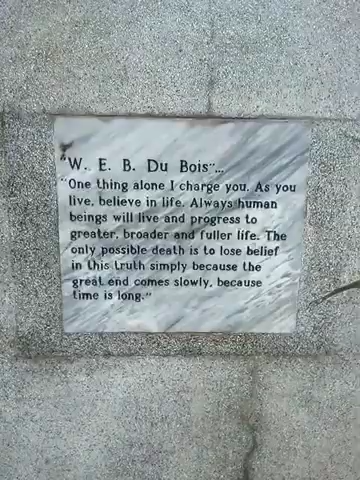 "W. E. B. Du Bois"...
"One thing alone I charge you. As you
live, believe in life. Always human
beings will live and progress to
greater, broader and fuller life. The
only possible death is to lose belief
in this truth simply because the
great end comes slowly, because
time is long."